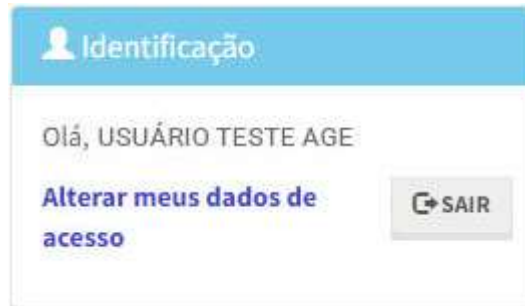 Identificação
Olá, USUÁRIO TESTE AGE
Alterar meus dados de
acesso
SAIR